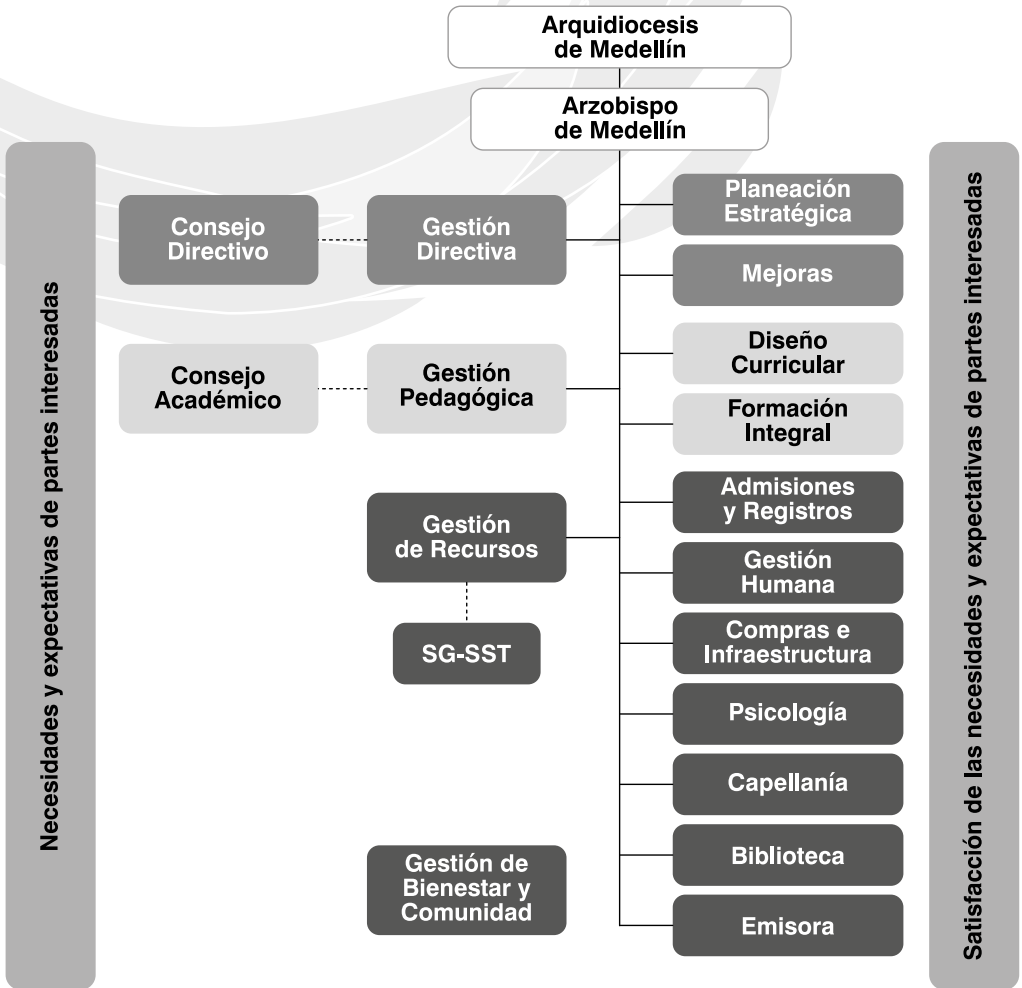 Arquidiocesis
de Medellín
Arzobispo
de Medellín
Necesidades y expectativas de partes interesadas
Consejo
Directivo
Gestión
Directiva
Planeación
Estratégica
Mejoras
Consejo
Académico
Gestión
Pedagógica
Diseño
Curricular
Formación
Integral
Gestión
de Recursos
SG-SST
Admisiones
y Registros
Gestión
Humana
Compras e
Infraestructura
Psicología
Capellanía
Gestión de
Bienestar y
Comunidad
Biblioteca
Emisora
Satisfacción de las necesidades y expectativas de partes interesadas